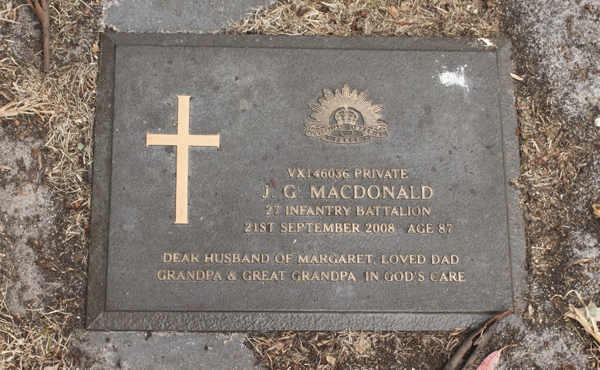 VX146036 PRIVATE
J. G. MACDONALD
27 INFANTRY BATTALION
21ST SEPTEMBER 2008 AGE 87
DEAR HUSBAND OF MARGARET, LOVED DAD
GRANDPA & GREAT GRANDPA IN GOD'S CARE